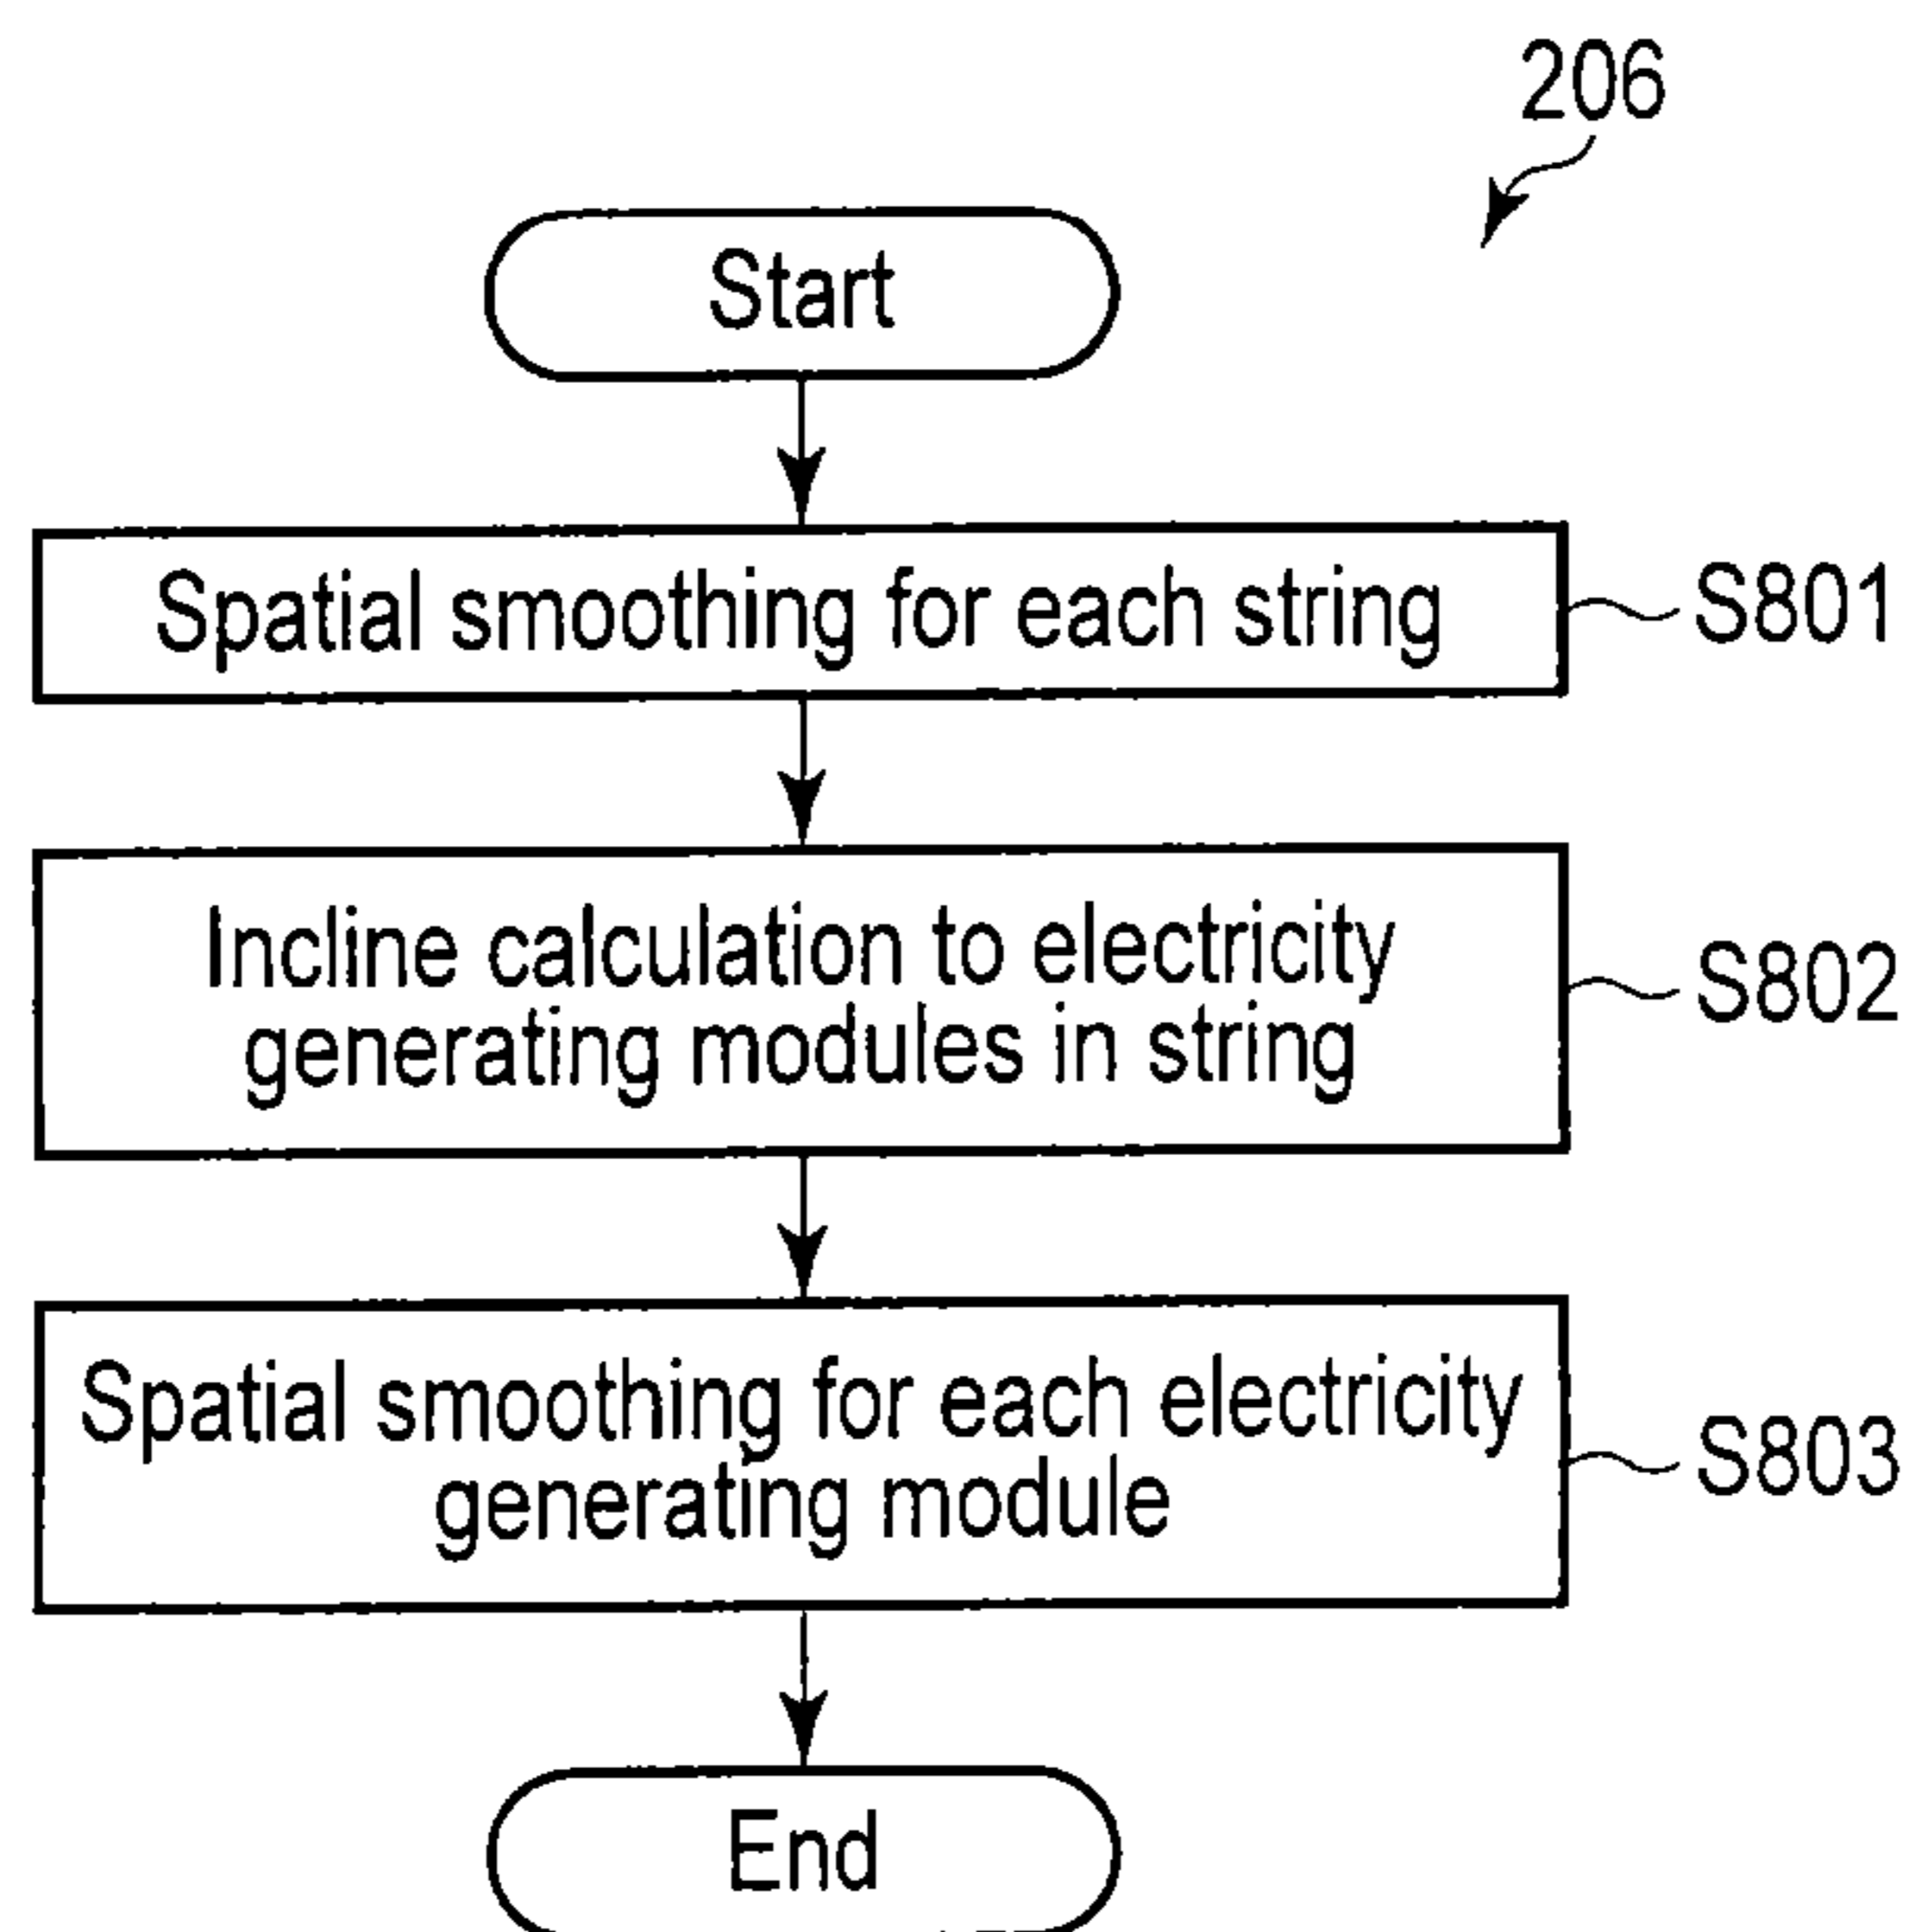 206
Start
Spatial smoothing for each string
S801
Incline calculation to electricity
generating modules in string
S802
Spatial smoothing for each electricity
generating module
S803
End